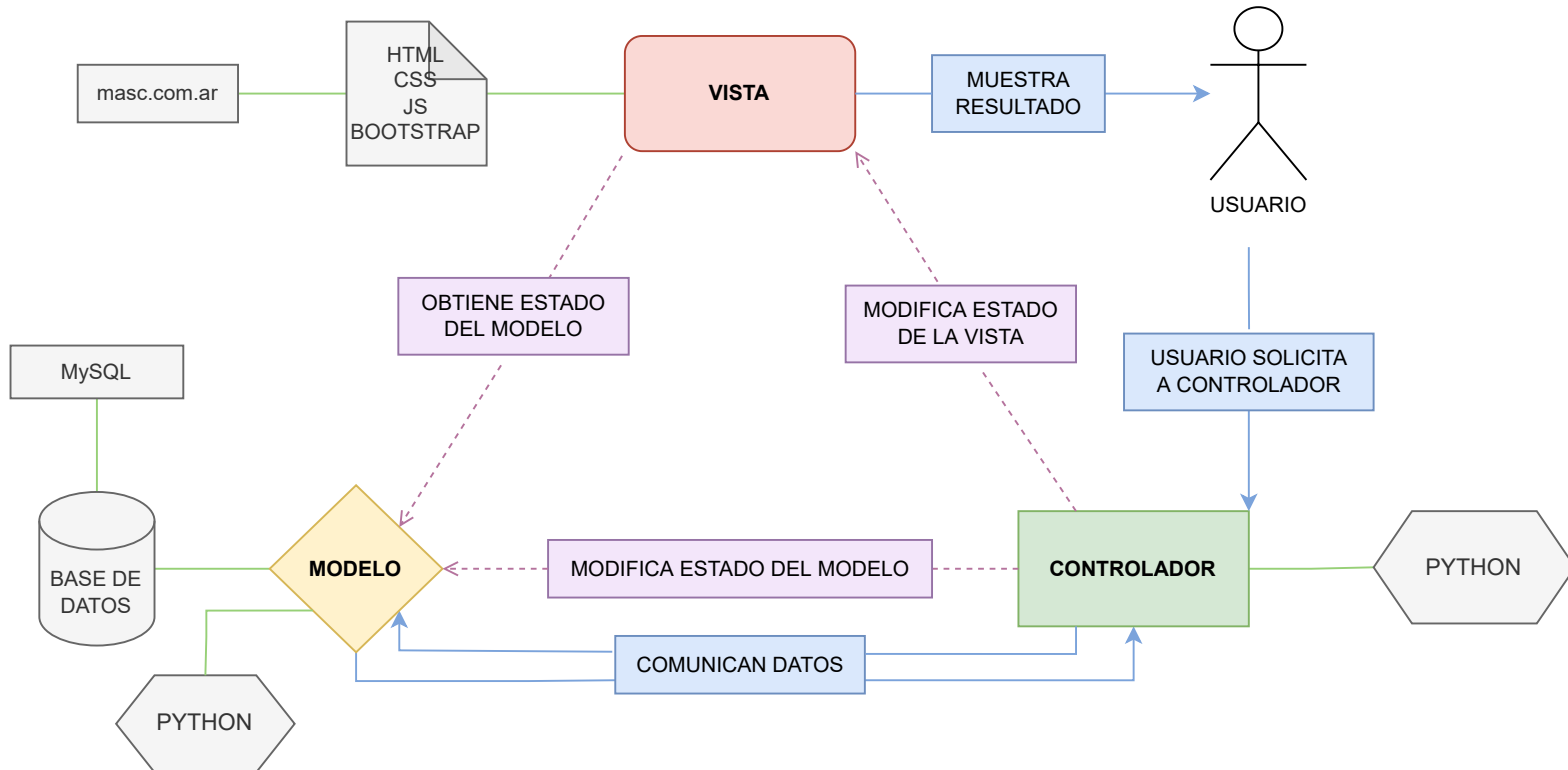 masc.com.ar
HTML
CSS
JS
BOOTSTRAP
VISTA
MUESTRA
RESULTADO
USUARIO
OBTIENE ESTADO
DEL MODELO
MODIFICA ESTADO
DE LA VISTA
USUARIO SOLICITA
A CONTROLADOR
MySQL
BASE DE
DATOS
MODELO
MODIFICA ESTADO DEL MODELO
CONTROLADOR
PYTHON
COMUNICAN DATOS
PYTHON